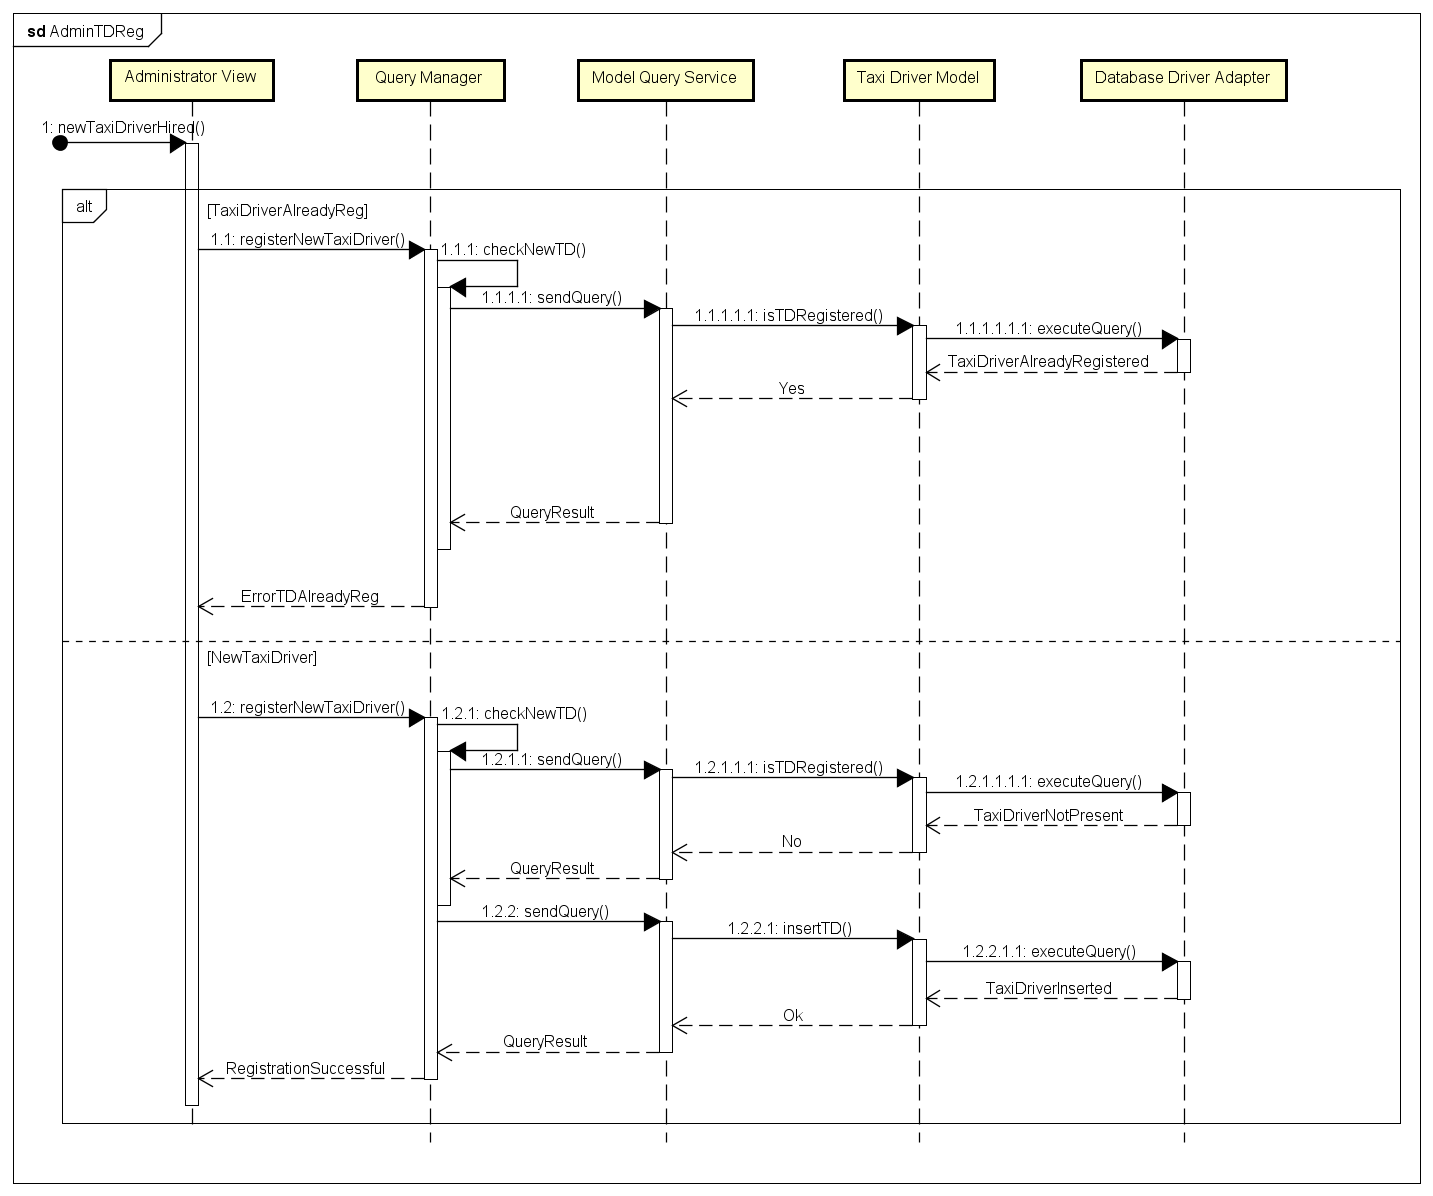 sd AdminTDReg
Administrator View
Query Manager
Model Query Service
Taxi Driver Model
Database Driver Adapter
1: newTaxiDriverHired()
alt
[TaxiDriverAlreadyReg]
1.1: registerNewTaxiDriver()
1.1.1: checkNewTD()
1.1.1.1: sendQuery()
1.1.1.1.1: isTDRegistered()
1.1.1.1.1.1: executeQuery()
TaxiDriverAlreadyRegistered
Yes
QueryResult
ErrorTDAlreadyReg
[NewTaxiDriver]
1.2: registerNewTaxiDriver()
1.2.1: checkNewTD()
1.2.1.1: sendQuery()
1.2.1.1.1: isTDRegistered()
1.2.1.1.1.1: executeQuery()
TaxiDriverNotPresent
No
QueryResult
1.2.2: sendQuery()
1.2.2.1: insertTD()
1.2.2.1.1: executeQuery()
TaxiDriverInserted
Ok
QueryResult
RegistrationSuccessful